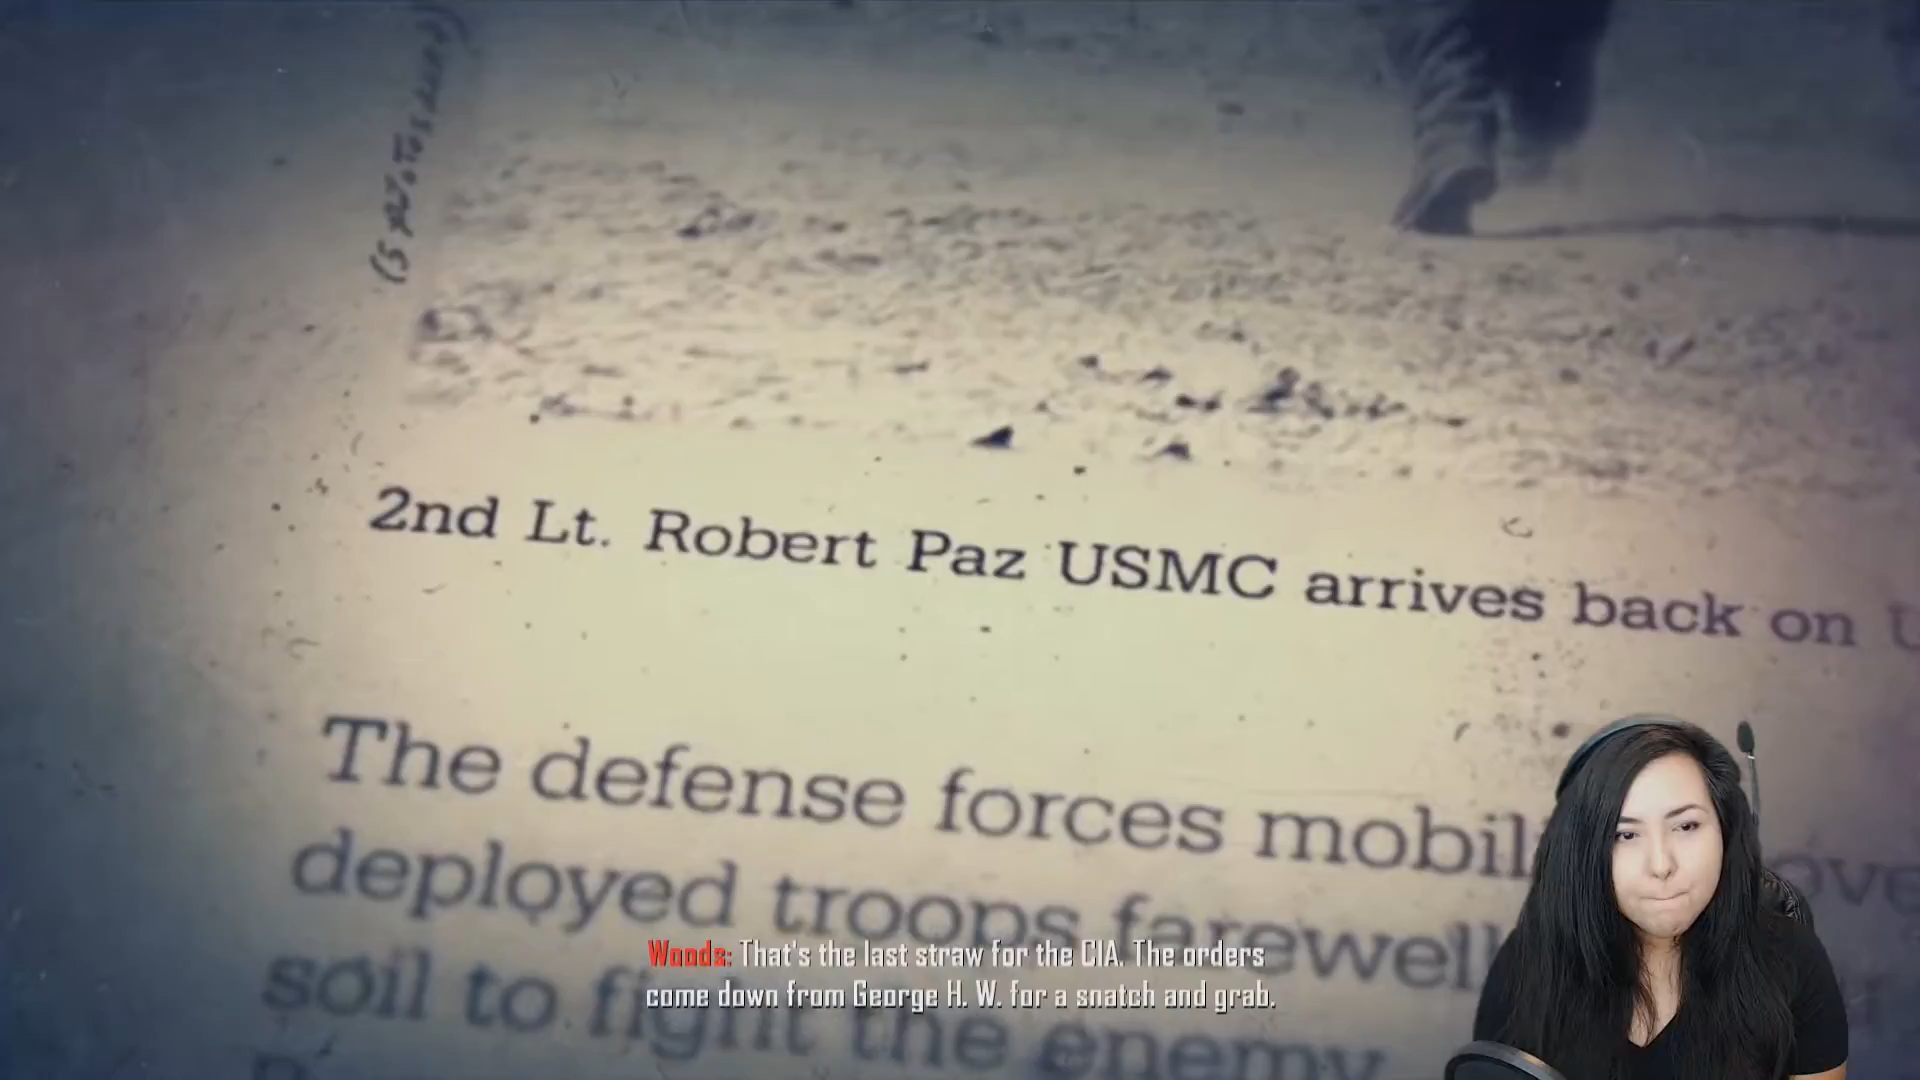 2nd Lt. Robert Paz USMC arrives back on
The defense forces
deployed troops farewell
soil to fight the enemy
Woods: That's the last straw for the CIA. The orders
come down from George H. W. for a snatch and grab.